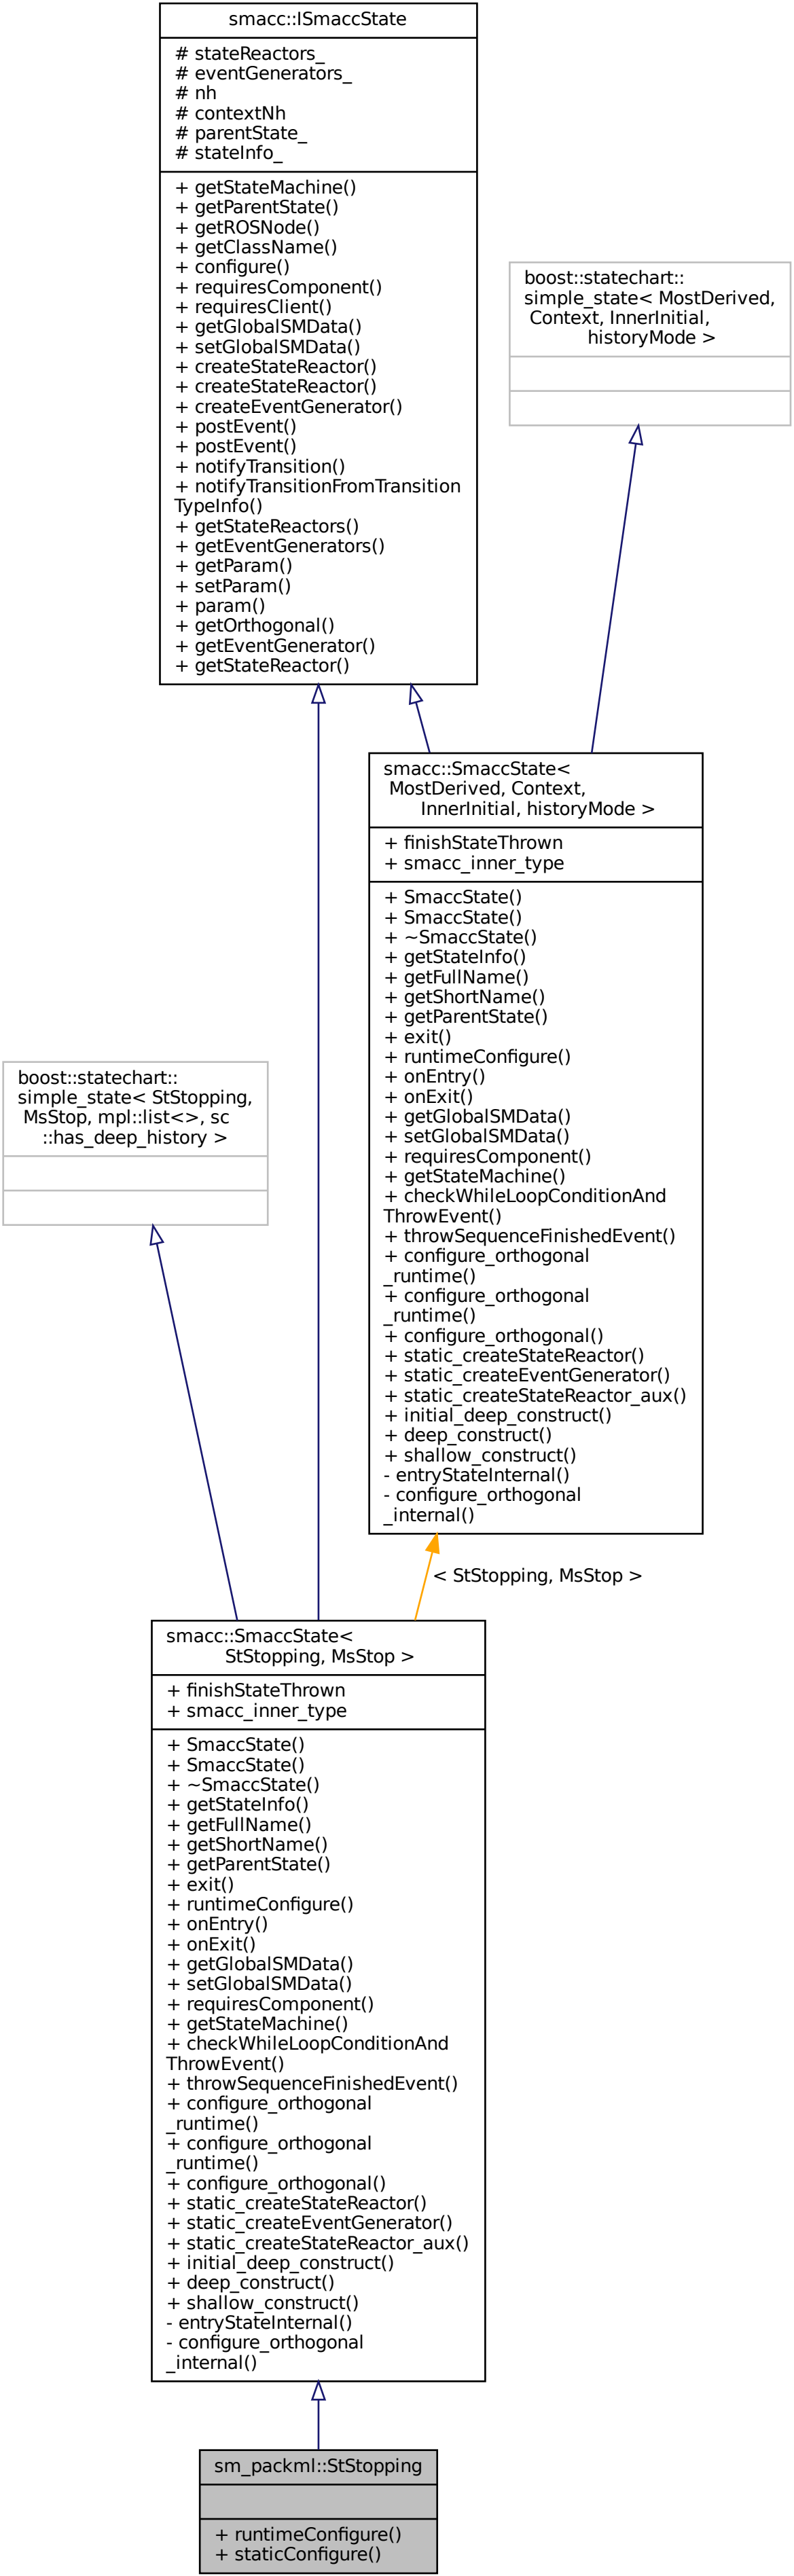 smacc::ISmaccState
# stateReactors_
# eventGenerators_
# nh
# contextNh
# parentState_
# stateInfo_
+ getStateMachine()
+ getParentState()
+ getROSNode()
+ getClassName()
+ configure()
+ requiresComponent()
+ requiresClient()
+ getGlobalSMData()
+ setGlobalSMData()
+ createStateReactor()
+ createStateReactor()
+ createEventGenerator()
+ postEvent()
+ postEvent()
+ notifyTransition()
+ notifyTransitionFromTransition
TypeInfo()
+ getStateReactors()
+ getEventGenerators()
+ getParam()
+ setParam()
+ param()
+ getOrthogonal()
+ getEventGenerator()
+ getStateReactor()
boost::statechart::
simple_state< MostDerived,
Context, InnerInitial,
historyMode >
smacc::SmaccState<
MostDerived, Context,
InnerInitial, historyMode >
+ finishStateThrown
+ smacc_inner_type
+ SmaccState()
+ SmaccState()
+ ~SmaccState()
+ getStateInfo()
+ getFullName()
+ getShortName()
+ getParentState()
+ exit()
+ runtimeConfigure()
+ onEntry()
+ onExit()
+ getGlobalSMData()
+ setGlobalSMData()
+ requiresComponent()
+ getStateMachine()
+ checkWhileLoopConditionAnd
ThrowEvent()
+ throwSequenceFinishedEvent()
+ configure_orthogonal
_runtime()
+ configure_orthogonal
_runtime()
+ configure_orthogonal()
+ static_createStateReactor()
+ static_createEventGenerator()
+ static_createStateReactor_aux()
+ initial_deep_construct()
+ deep_construct()
+ shallow_construct()
- entryStateInternal()
- configure_orthogonal
_internal()
boost::statechart::
simple_state< StStopping,
MsStop, mpl::list<>, sc
::has_deep_history >
< StStopping, MsStop >
smacc::SmaccState<
StStopping, MsStop >
+ finishStateThrown
+ smacc_inner_type
+ SmaccState()
+ SmaccState()
+ ~SmaccState()
+ getStateInfo()
+ getFullName()
+ getShortName()
+ getParentState()
+ exit()
+ runtimeConfigure()
+ onEntry()
+ onExit()
+ getGlobalSMData()
+ setGlobalSMData()
+ requiresComponent()
+ getStateMachine()
+ checkWhileLoopConditionAnd
ThrowEvent()
+ throwSequenceFinishedEvent()
+ configure_orthogonal
_runtime()
+ configure_orthogonal
_runtime()
+ configure_orthogonal()
+ static_createStateReactor()
+ static_createEventGenerator()
+ static_createStateReactor_aux()
+ initial_deep_construct()
+ deep_construct()
+ shallow_construct()
- entryStateInternal()
- configure_orthogonal
_internal()
sm_packml::StStopping
+ runtimeConfigure()
+ staticConfigure()